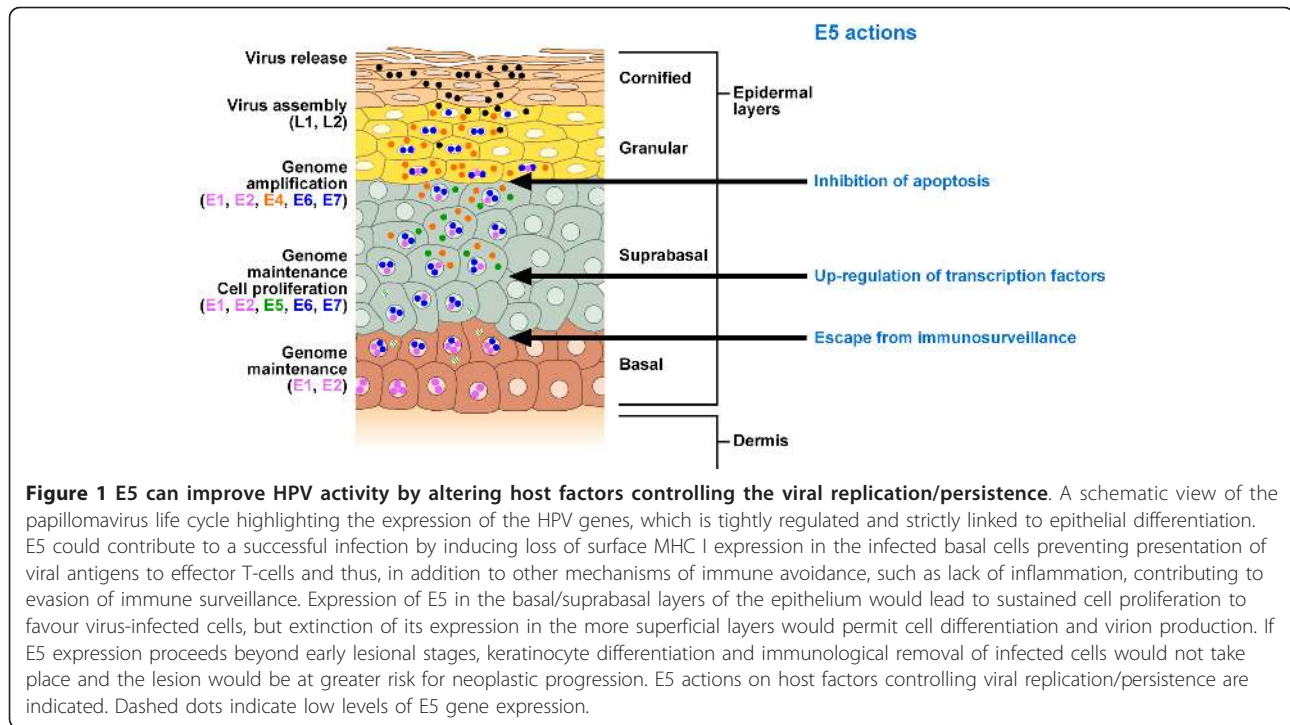 E5 actions
Virus release
Cornified
Epidermal
layers
Virus assembly
(L1, L2)
Granular
Genome
amplification
(E1, E2, E4, E6, E7)
Inhibition of apoptosis
Suprabasal
Genome
maintenance
Cell proliferation
(E1, E2, E5, E6, E7)
Up-regulation of transcription factors
Escape from immunosurveillance
Genome
maintenance
(E1, E2)
Basal
Dermis
Figure 1 E5 can improve HPV activity by altering host factors controlling the viral replication/persistence. A schematic view of the
papillomavirus life cycle highlighting the expression of the HPV genes, which is tightly regulated and strictly linked to epithelial differentiation.
E5 could contribute to a successful infection by inducing loss of surface MHC I expression in the infected basal cells preventing presentation of
viral antigens to effector T-cells and thus, in addition to other mechanisms of immune avoidance, such as lack of inflammation, contributing to
evasion of immune surveillance. Expression of E5 in the basal/suprabasal layers of the epithelium would lead to sustained cell proliferation to
favour virus-infected cells, but extinction of its expression in the more superficial layers would permit cell differentiation and virion production. If
E5 expression proceeds beyond early lesional stages, keratinocyte differentiation and immunological removal of infected cells would not take
place and the lesion would be at greater risk for neoplastic progression. E5 actions on host factors controlling viral replication/persistence are
indicated. Dashed dots indicate low levels of E5 gene expression.